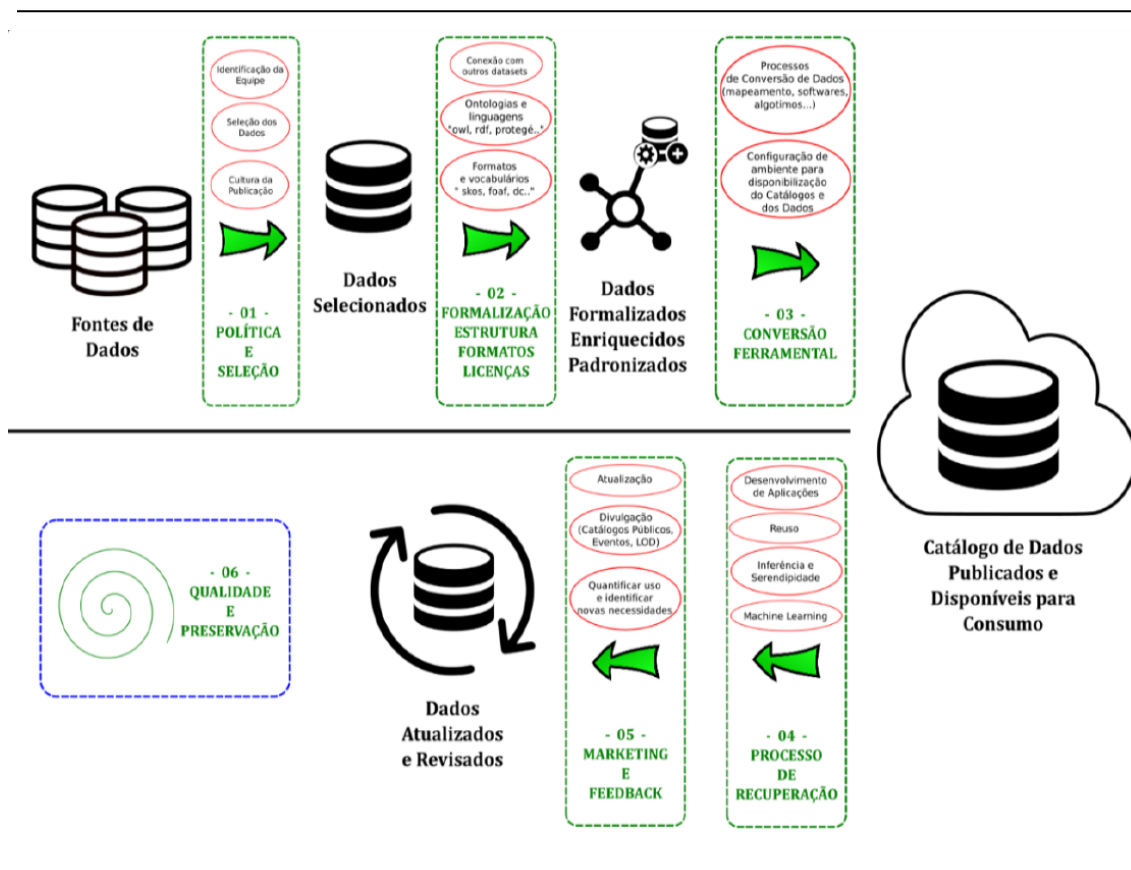 Identificação da
Equipe
Seleção dos
Dados
Cultura da
Publicação
Fontes de
Dados
- 01 -
POLÍTICA
E
SELEÇÃO
Dados
Selecionados
Conexão com
outros datasets
Ontologias e
linguagens
"owl, rdf, protegé.."
Formatos
e vocabulários
" skos, foaf, dc.."
- 02 -
FORMALIZAÇÃO
ESTRUTURA
FORMATOS
LICENÇAS
Dados
Formalizados
Enriquecidos
Padronizados
Processos
de Conversão de Dados
(mapeamento, softwares,
algotimos...)
Configuração de
ambiente para
disponibilização
do Catálogos e
dos Dados
- 03 -
CONVERSÃO
FERRAMENTAL
Catálogo de Dados
Publicados e
Disponíveis para
Consumo
Desenvolvimento
de Aplicações
Reuso
Inferência e
Serendipidade
Machine Learning
- 04 -
PROCESSO
DE
RECUPERAÇÃO
Atualização
Divulgação
(Catálogos Públicos,
Eventos, LOD)
Quantificar uso
e identificar
novas necessidades
- 05 -
MARKETING
E
FEEDBACK
Dados
Atualizados
e Revisados
- 06 -
QUALIDADE
E
PRESERVAÇÃO